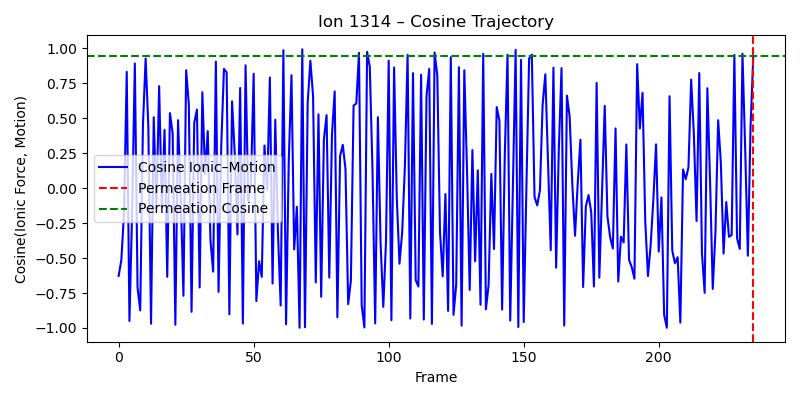 Ion 1314 – Cosine Trajectory
Cosine(Ionic Force, Motion)
1.00
0.75
0.50
0.25
0.00
−0.25
−0.50
−0.75
−1.00
Cosine Ionic–Motion
Permeation Frame
Permeation Cosine
0 50 100 150 200
Frame